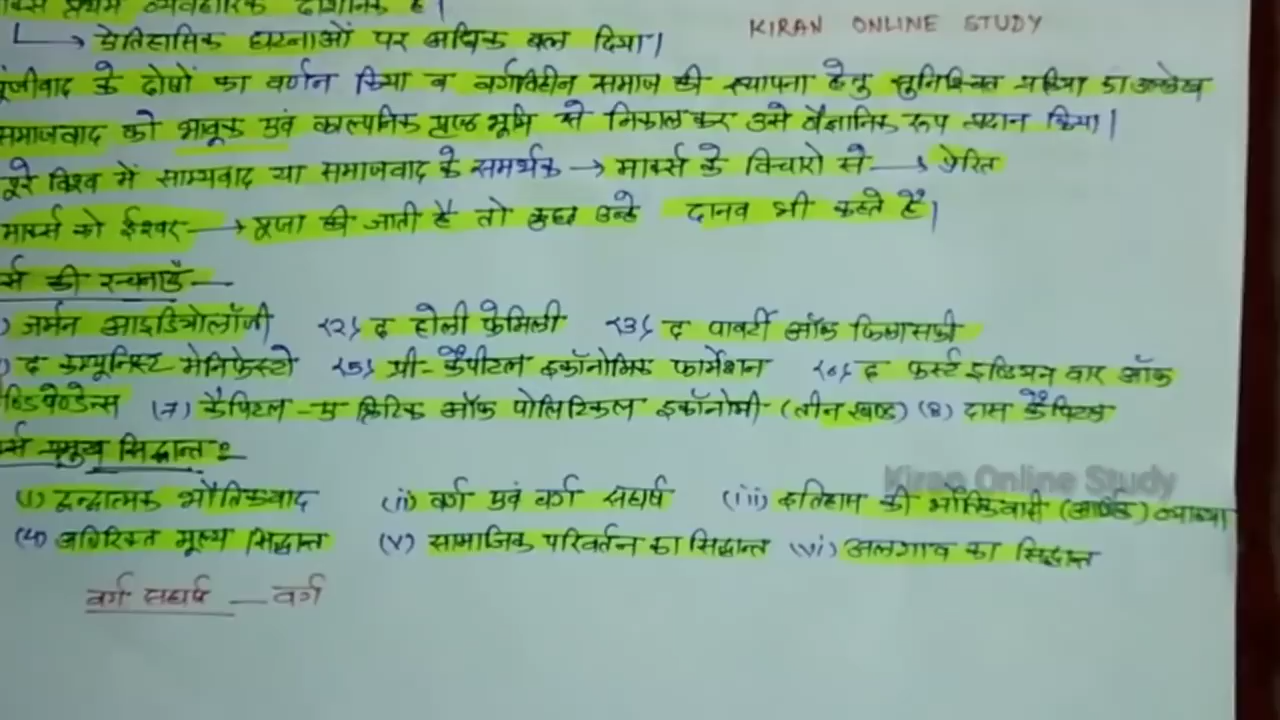 प्रथम व्यवहारिक दार्शनिक है।
KIRAN ONLINE STUDY
→ ऐतिहासिक घटनाओं पर अधिक बल दिया।
पूंजीवाद के दोषों का वर्णन किया व वर्गविहीन समाज की स्थापना हेतु सुनिश्चित प्रक्रिया का उल्लेख
समाजवाद को भावुक एवं काल्पनिक पृष्ठभूमि से निकालकर उसे वैज्ञानिक रूप प्रदान किया।
पूरे विश्व में साम्यवाद या समाजवाद के समर्थक → मार्क्स के विचारो से → प्रेरित
मार्क्स को ईश्वर → पूजा की जाती है तो कुछ उन्हे दानव भी कहते हैं।
र्स की रचनाएँ —
) जर्मन आइडियोलॉजी (2) द होली फेमिली (3) द पावर्टी ऑफ फिलासफी
) द कम्यूनिस्ट मेनिफेस्टो (5) प्री-कैपीटल इकॉनोमिक फार्मेशन (6) द फर्स्ट इण्डियन वार ऑफ
इंडिपेण्डेन्स (7) कैपिटल-ए क्रिटिक ऑफ पोलिटिकल इकॉनोमी (तीन खण्ड) (8) दास कैपिटल
र्स प्रमुख सिद्धान्त :-
Kiran Online Study
(i) द्वन्दात्मक भौतिकवाद (ii) वर्ग एवं वर्ग संघर्ष (iii) इतिहास की भौतिकवादी (आर्थिक) व्याख्या
(4) अतिरिक्त मूल्य सिद्धान्त (v) सामाजिक परिवर्तन का सिद्धान्त (vi) अलगाव का सिद्धान्त
वर्ग संघर्ष — वर्ग